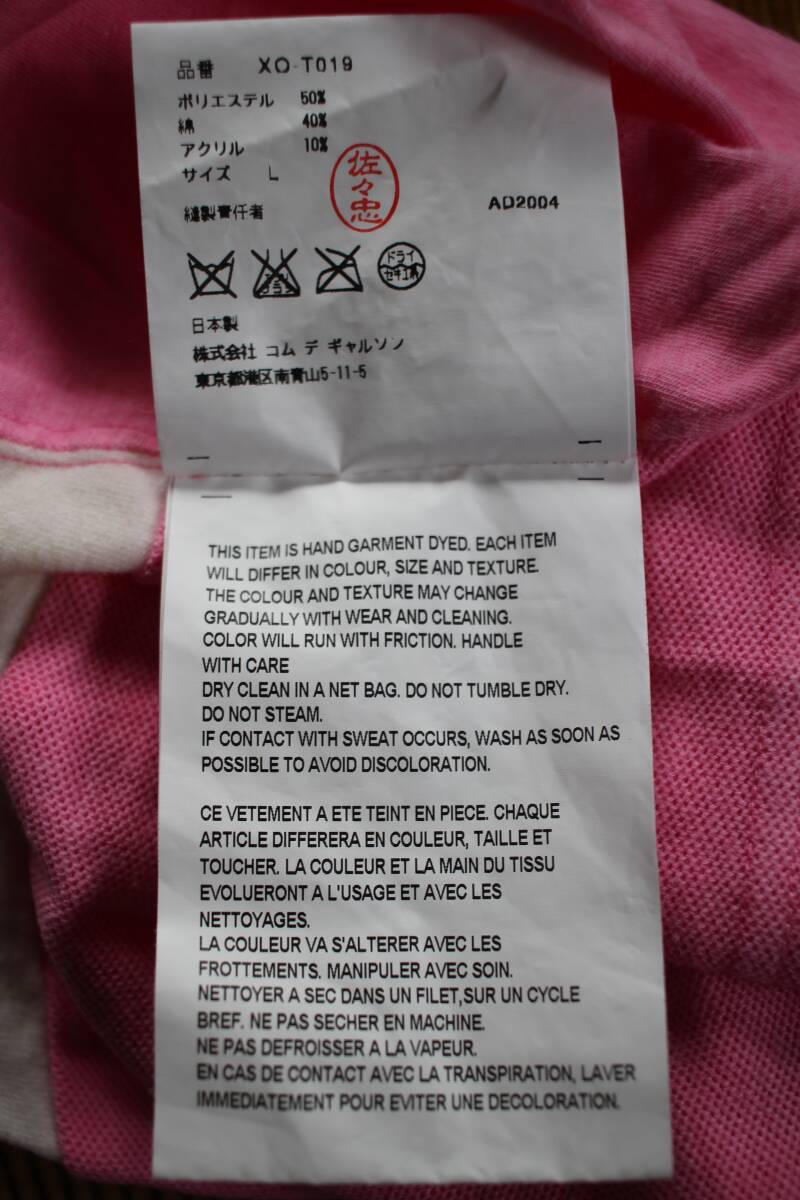 品番 XO-T019
ポリエステル 50%
綿 40%
アクリル 10%
サイズ L
佐々忠
縫製責任者
AD2004
ドライ
セキユ系
日本製
株式会社 コム デ ギャルソン
東京都港区南青山5-11-5
THIS ITEM IS HAND GARMENT DYED. EACH ITEM
WILL DIFFER IN COLOUR, SIZE AND TEXTURE.
THE COLOUR AND TEXTURE MAY CHANGE
GRADUALLY WITH WEAR AND CLEANING.
COLOR WILL RUN WITH FRICTION. HANDLE
WITH CARE
DRY CLEAN IN A NET BAG. DO NOT TUMBLE DRY.
DO NOT STEAM.
IF CONTACT WITH SWEAT OCCURS, WASH AS SOON AS
POSSIBLE TO AVOID DISCOLORATION.
CE VETEMENT A ETE TEINT EN PIECE. CHAQUE
ARTICLE DIFFERERA EN COULEUR, TAILLE ET
TOUCHER. LA COULEUR ET LA MAIN DU TISSU
EVOLUERONT A L'USAGE ET AVEC LES
NETTOYAGES.
LA COULEUR VA S'ALTERER AVEC LES
FROTTEMENTS. MANIPULER AVEC SOIN.
NETTOYER A SEC DANS UN FILET,SUR UN CYCLE
BREF. NE PAS SECHER EN MACHINE.
NE PAS DEFROISSER A LA VAPEUR.
EN CAS DE CONTACT AVEC LA TRANSPIRATION, LAVER
IMMEDIATEMENT POUR EVITER UNE DECOLORATION.